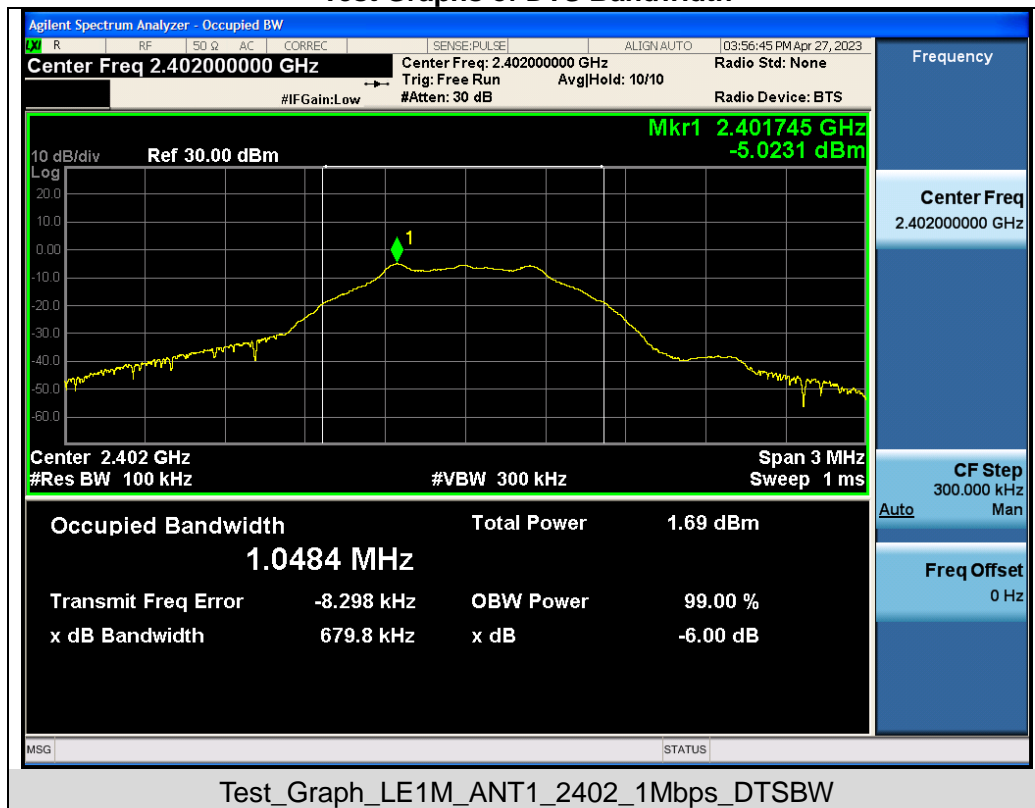 Test Graphs of DTS Bandwidth
Agilent Spectrum Analyzer - Occupied BW
LXI R RF 50 Ω AC CORREC SENSE:PULSE ALIGN AUTO 03:56:45 PM Apr 27, 2023
Center Freq 2.402000000 GHz
Center Freq: 2.402000000 GHz Radio Std: None
Trig: Free Run Avg|Hold: 10/10
#IFGain:Low #Atten: 30 dB Radio Device: BTS
Frequency
Mkr1 2.401745 GHz
-5.0231 dBm
10 dB/div Ref 30.00 dBm
Log
20.0
10.0
0.00
-10.0
-20.0
-30.0
-40.0
-50.0
-60.0
1
Center 2.402 GHz Span 3 MHz
#Res BW 100 kHz #VBW 300 kHz Sweep 1 ms
Center Freq
2.402000000 GHz
CF Step
300.000 kHz
Auto Man
Freq Offset
0 Hz
Occupied Bandwidth Total Power 1.69 dBm
1.0484 MHz
Transmit Freq Error -8.298 kHz OBW Power 99.00 %
x dB Bandwidth 679.8 kHz x dB -6.00 dB
MSG STATUS
Test_Graph_LE1M_ANT1_2402_1Mbps_DTSBW